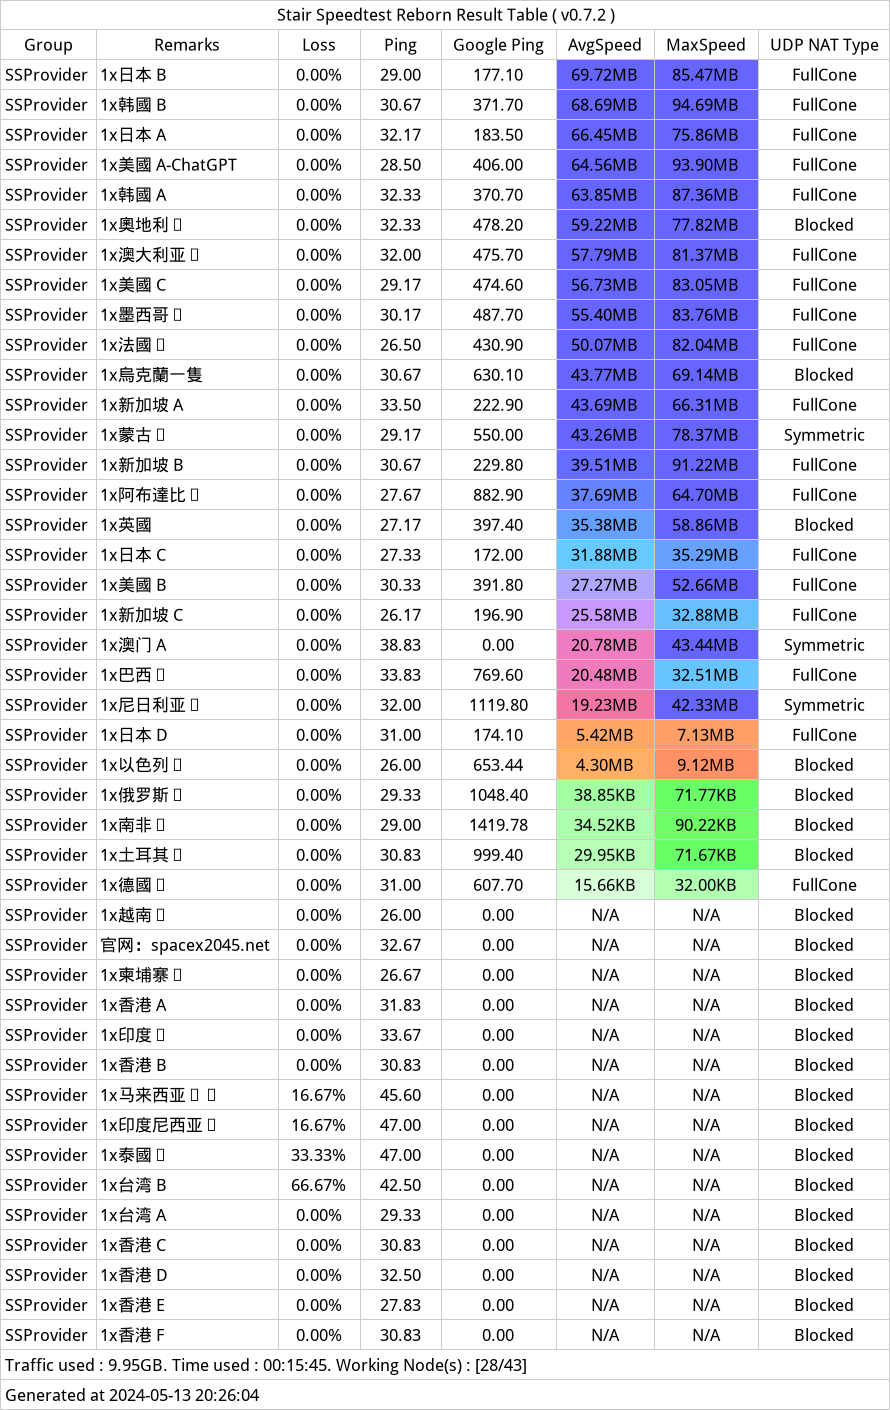 Stair Speedtest Reborn Result Table ( v0.7.2 )
Group Remarks Loss Ping Google Ping AvgSpeed MaxSpeed UDP NAT Type
SSProvider 1x日本 B 0.00% 29.00 177.10 69.72MB 85.47MB FullCone
SSProvider 1x韩國 B 0.00% 30.67 371.70 68.69MB 94.69MB FullCone
SSProvider 1x日本 A 0.00% 32.17 183.50 66.45MB 75.86MB FullCone
SSProvider 1x美國 A-ChatGPT 0.00% 28.50 406.00 64.56MB 93.90MB FullCone
SSProvider 1x韩國 A 0.00% 32.33 370.70 63.85MB 87.36MB FullCone
SSProvider 1x奧地利 0.00% 32.33 478.20 59.22MB 77.82MB Blocked
SSProvider 1x澳大利亚 0.00% 32.00 475.70 57.79MB 81.37MB FullCone
SSProvider 1x美國 C 0.00% 29.17 474.60 56.73MB 83.05MB FullCone
SSProvider 1x墨西哥 0.00% 30.17 487.70 55.40MB 83.76MB FullCone
SSProvider 1x法國 0.00% 26.50 430.90 50.07MB 82.04MB FullCone
SSProvider 1x烏克蘭一隻 0.00% 30.67 630.10 43.77MB 69.14MB Blocked
SSProvider 1x新加坡 A 0.00% 33.50 222.90 43.69MB 66.31MB FullCone
SSProvider 1x蒙古 0.00% 29.17 550.00 43.26MB 78.37MB Symmetric
SSProvider 1x新加坡 B 0.00% 30.67 229.80 39.51MB 91.22MB FullCone
SSProvider 1x阿布達比 0.00% 27.67 882.90 37.69MB 64.70MB FullCone
SSProvider 1x英國 0.00% 27.17 397.40 35.38MB 58.86MB Blocked
SSProvider 1x日本 C 0.00% 27.33 172.00 31.88MB 35.29MB FullCone
SSProvider 1x美國 B 0.00% 30.33 391.80 27.27MB 52.66MB FullCone
SSProvider 1x新加坡 C 0.00% 26.17 196.90 25.58MB 32.88MB FullCone
SSProvider 1x澳门 A 0.00% 38.83 0.00 20.78MB 43.44MB Symmetric
SSProvider 1x巴西 0.00% 33.83 769.60 20.48MB 32.51MB FullCone
SSProvider 1x尼日利亚 0.00% 32.00 1119.80 19.23MB 42.33MB Symmetric
SSProvider 1x日本 D 0.00% 31.00 174.10 5.42MB 7.13MB FullCone
SSProvider 1x以色列 0.00% 26.00 653.44 4.30MB 9.12MB Blocked
SSProvider 1x俄罗斯 0.00% 29.33 1048.40 38.85KB 71.77KB Blocked
SSProvider 1x南非 0.00% 29.00 1419.78 34.52KB 90.22KB Blocked
SSProvider 1x土耳其 0.00% 30.83 999.40 29.95KB 71.67KB Blocked
SSProvider 1x德國 0.00% 31.00 607.70 15.66KB 32.00KB FullCone
SSProvider 1x越南 0.00% 26.00 0.00 N/A N/A Blocked
SSProvider 官网：spacex2045.net 0.00% 32.67 0.00 N/A N/A Blocked
SSProvider 1x柬埔寨 0.00% 26.67 0.00 N/A N/A Blocked
SSProvider 1x香港 A 0.00% 31.83 0.00 N/A N/A Blocked
SSProvider 1x印度 0.00% 33.67 0.00 N/A N/A Blocked
SSProvider 1x香港 B 0.00% 30.83 0.00 N/A N/A Blocked
SSProvider 1x马来西亚 16.67% 45.60 0.00 N/A N/A Blocked
SSProvider 1x印度尼西亚 16.67% 47.00 0.00 N/A N/A Blocked
SSProvider 1x泰國 33.33% 47.00 0.00 N/A N/A Blocked
SSProvider 1x台湾 B 66.67% 42.50 0.00 N/A N/A Blocked
SSProvider 1x台湾 A 0.00% 29.33 0.00 N/A N/A Blocked
SSProvider 1x香港 C 0.00% 30.83 0.00 N/A N/A Blocked
SSProvider 1x香港 D 0.00% 32.50 0.00 N/A N/A Blocked
SSProvider 1x香港 E 0.00% 27.83 0.00 N/A N/A Blocked
SSProvider 1x香港 F 0.00% 30.83 0.00 N/A N/A Blocked
Traffic used : 9.95GB. Time used : 00:15:45. Working Node(s) : [28/43]
Generated at 2024-05-13 20:26:04